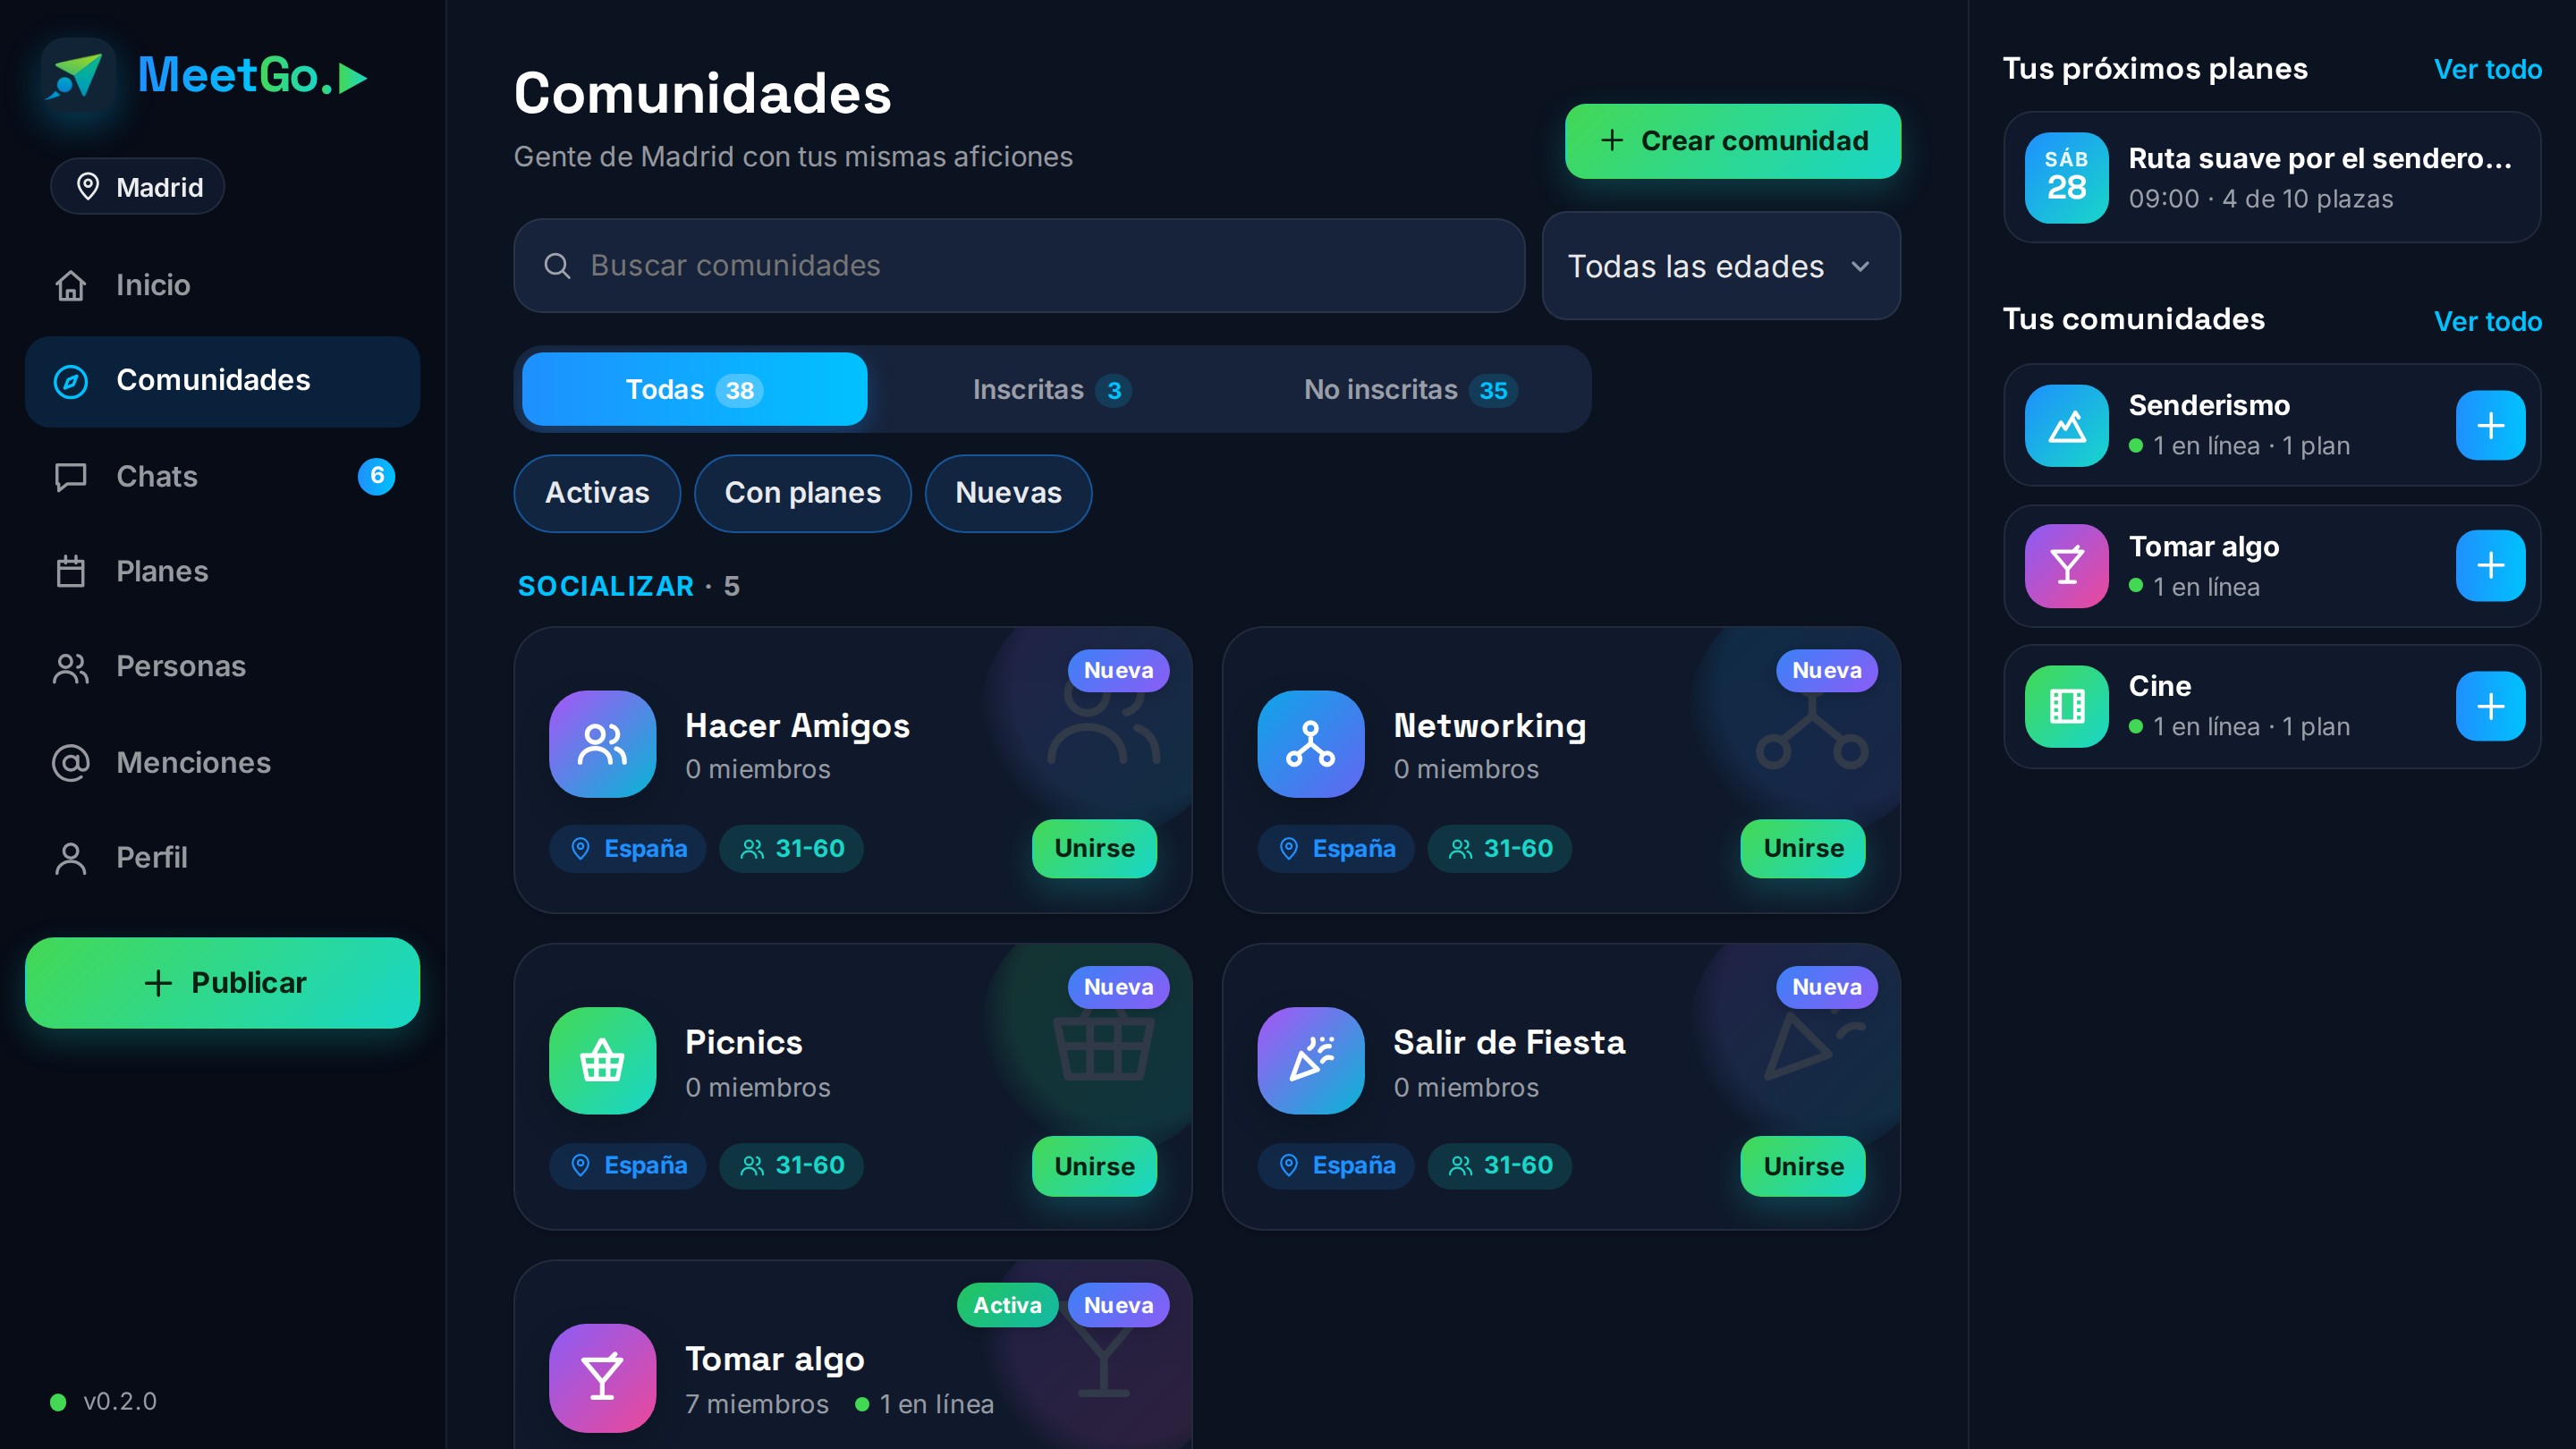 MeetGo.
Madrid
Inicio
Comunidades
Chats 6
Planes
Personas
Menciones
Perfil
Publicar
v0.2.0
Comunidades
Gente de Madrid con tus mismas aficiones
Crear comunidad
Buscar comunidades
Todas las edades
Todas 38
Inscritas 3
No inscritas 35
Activas
Con planes
Nuevas
SOCIALIZAR · 5
Nueva
Hacer Amigos
0 miembros
España
31-60
Unirse
Nueva
Networking
0 miembros
España
31-60
Unirse
Nueva
Picnics
0 miembros
España
31-60
Unirse
Nueva
Salir de Fiesta
0 miembros
España
31-60
Unirse
Activa
Nueva
Tomar algo
7 miembros
1 en línea
Tus próximos planes
Ver todo
SÁB
28
Ruta suave por el sendero...
09:00 · 4 de 10 plazas
Tus comunidades
Ver todo
Senderismo
1 en línea · 1 plan
Tomar algo
1 en línea
Cine
1 en línea · 1 plan